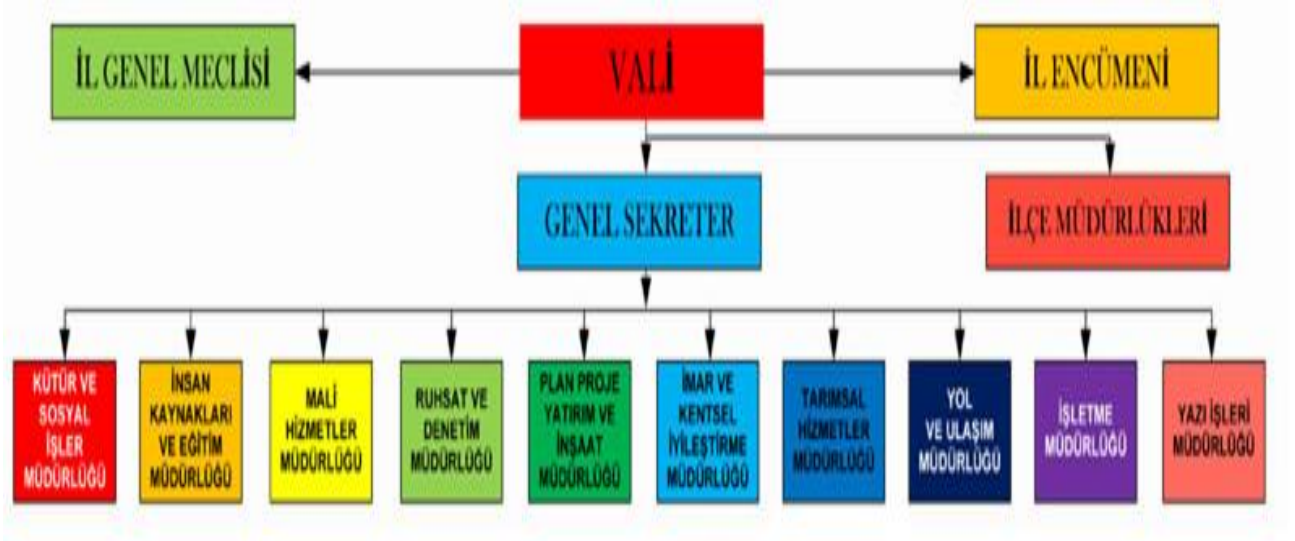 İL GENEL MECLİSİ
VALİ
İL ENCÜMENİ
GENEL SEKRETER
İLÇE MÜDÜRLÜKLERİ
KÜTÜR VE
SOSYAL
İŞLER
MÜDÜRLÜĞÜ
İNSAN
KAYNAKLARI
VE EĞİTİM
MÜDÜRLÜĞÜ
MALİ
HİZMETLER
MÜDÜRLÜĞÜ
RUHSAT VE
DENETİM
MÜDÜRLÜĞÜ
PLAN PROJE
YATIRIM VE
İNŞAAT
MÜDÜRLÜĞÜ
İMAR VE
KENTSEL
İYİLEŞTİRME
MÜDÜRLÜĞÜ
TARIMSAL
HİZMETLER
MÜDÜRLÜĞÜ
YOL
VE ULAŞIM
MÜDÜRLÜĞÜ
İŞLETME
MÜDÜRLÜĞÜ
YAZI İŞLERİ
MÜDÜRLÜĞÜ